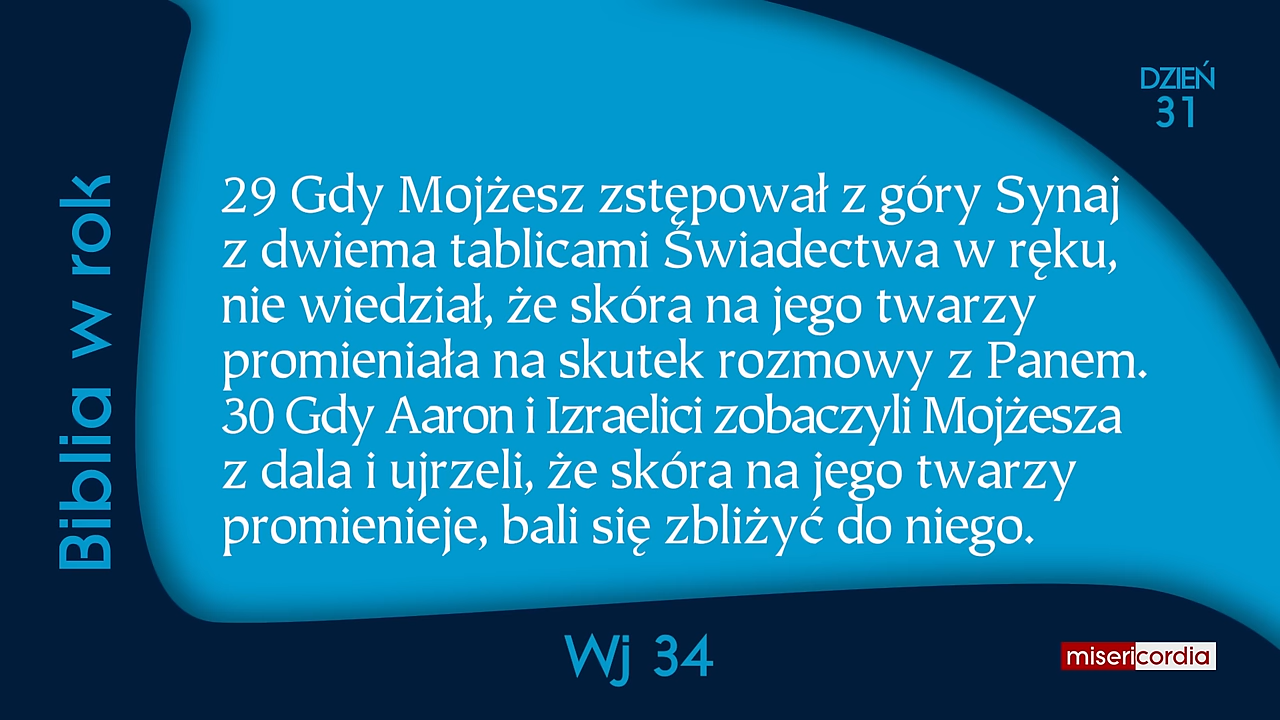 DZIEŃ
31
Biblia w rok
29 Gdy Mojżesz zstępował z góry Synaj
z dwiema tablicami Świadectwa w ręku,
nie wiedział, że skóra na jego twarzy
promieniała na skutek rozmowy z Panem.
30 Gdy Aaron i Izraelici zobaczyli Mojżesza
z dala i ujrzeli, że skóra na jego twarzy
promienieje, bali się zbliżyć do niego.
Wj 34
misericordia